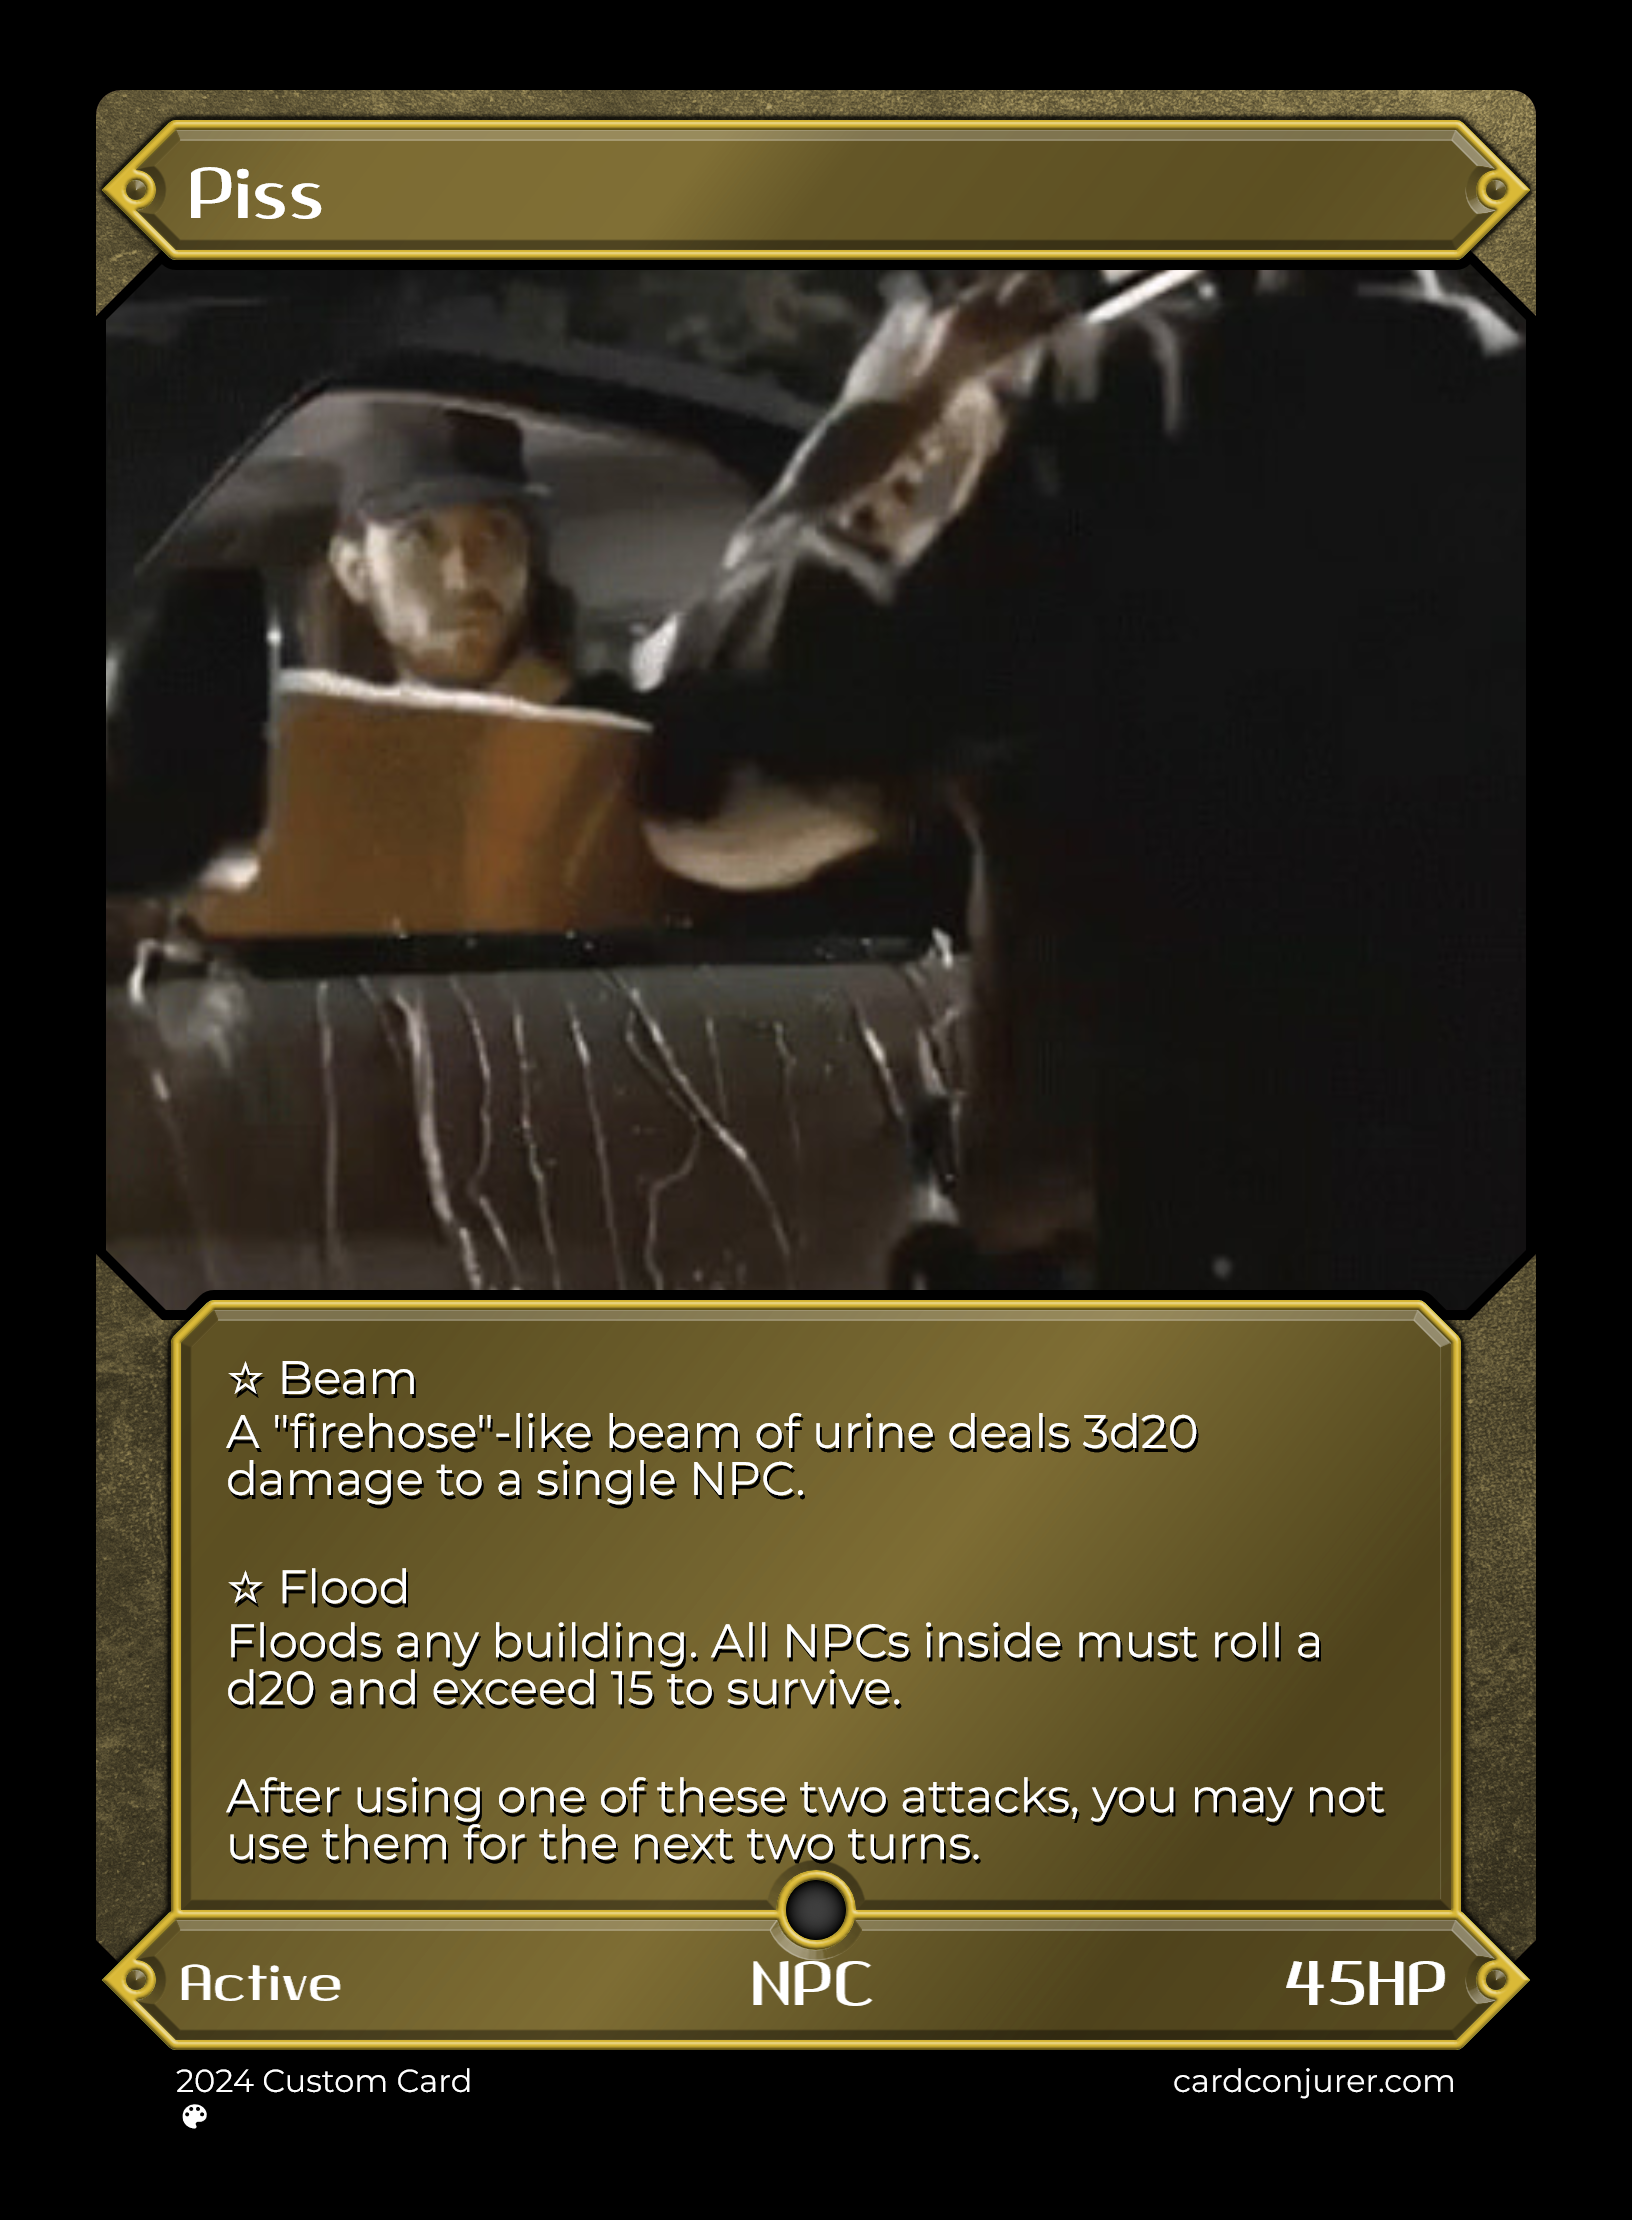 Piss
☆ Beam
A "firehose"-like beam of urine deals 3d20
damage to a single NPC.
☆ Flood
Floods any building. All NPCs inside must roll a
d20 and exceed 15 to survive.
After using one of these two attacks, you may not
use them for the next two turns.
Active NPC 45HP
2024 Custom Card cardconjurer.com